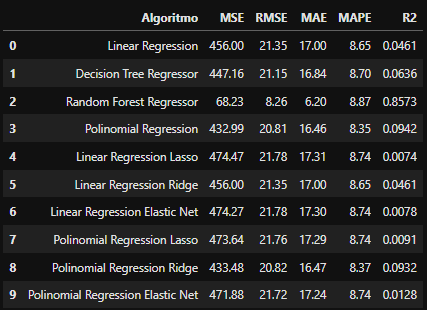 Algoritmo MSE RMSE MAE MAPE R2
0 Linear Regression 456.00 21.35 17.00 8.65 0.0461
1 Decision Tree Regressor 447.16 21.15 16.84 8.70 0.0636
2 Random Forest Regressor 68.23 8.26 6.20 8.87 0.8573
3 Polinomial Regression 432.99 20.81 16.46 8.35 0.0942
4 Linear Regression Lasso 474.47 21.78 17.31 8.74 0.0074
5 Linear Regression Ridge 456.00 21.35 17.00 8.65 0.0461
6 Linear Regression Elastic Net 474.27 21.78 17.30 8.74 0.0078
7 Polinomial Regression Lasso 473.64 21.76 17.29 8.74 0.0091
8 Polinomial Regression Ridge 433.48 20.82 16.47 8.37 0.0932
9 Polinomial Regression Elastic Net 471.88 21.72 17.24 8.74 0.0128